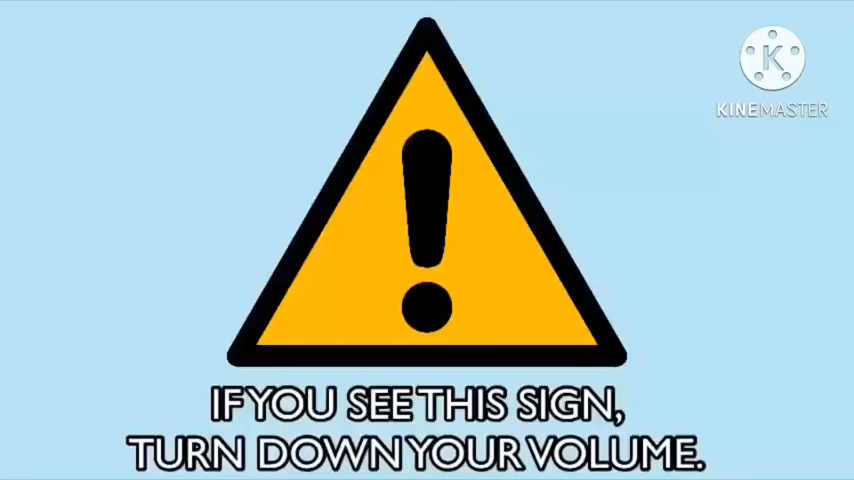 K
KINEMASTER
IF YOU SEE THIS SIGN,
TURN DOWN YOUR VOLUME.